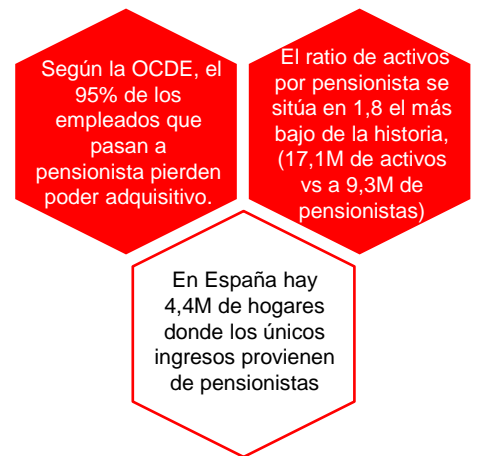 Según la OCDE, el
95% de los
empleados que
pasan a
pensionista pierden
poder adquisitivo.
El ratio de activos
por pensionista se
sitúa en 1,8 el más
bajo de la historia,
(17,1M de activos
vs a 9,3M de
pensionistas)
En España hay
4,4M de hogares
donde los únicos
ingresos provienen
de pensionistas